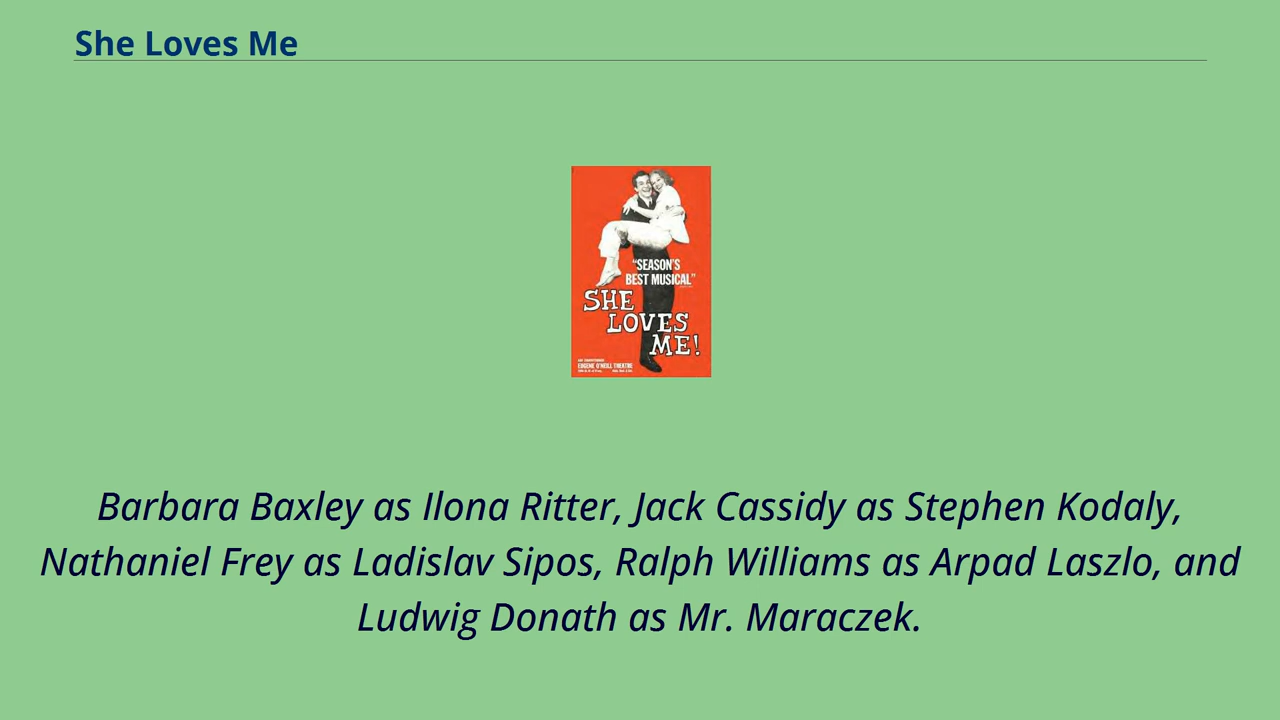 She Loves Me
"SEASON'S
BEST MUSICAL"
SHE
LOVES
ME!
EUGENE O'NEILL THEATRE
Barbara Baxley as Ilona Ritter, Jack Cassidy as Stephen Kodaly,
Nathaniel Frey as Ladislav Sipos, Ralph Williams as Arpad Laszlo, and
Ludwig Donath as Mr. Maraczek.